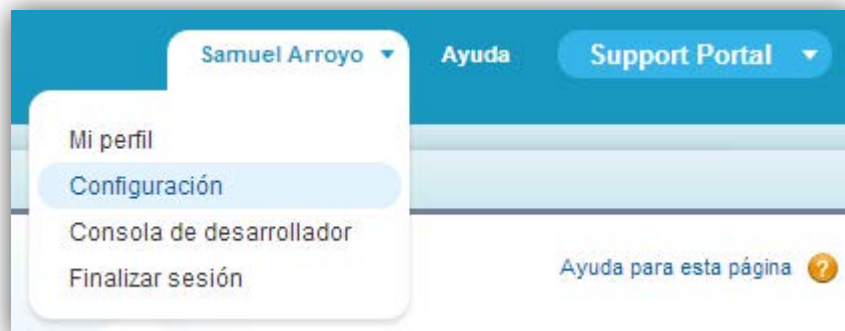 Samuel Arroyo Ayuda Support Portal
Mi perfil
Configuración
Consola de desarrollador
Finalizar sesión
Ayuda para esta página ?